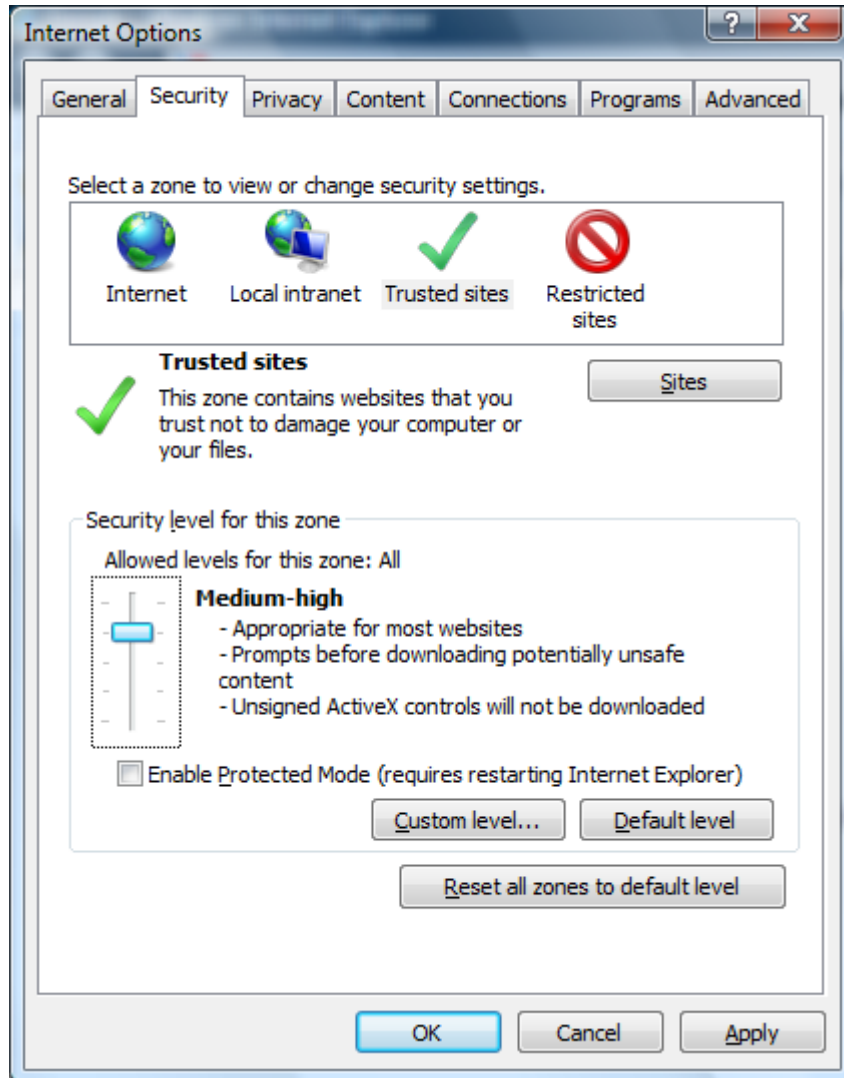 Internet Options
?
X
General Security Privacy Content Connections Programs Advanced
Select a zone to view or change security settings.
Internet Local intranet Trusted sites Restricted
sites
Trusted sites
Sites
This zone contains websites that you
trust not to damage your computer or
your files.
Security level for this zone
Allowed levels for this zone: All
Medium-high
- Appropriate for most websites
- Prompts before downloading potentially unsafe
content
- Unsigned ActiveX controls will not be downloaded
Enable Protected Mode (requires restarting Internet Explorer)
Custom level... Default level
Reset all zones to default level
OK Cancel Apply